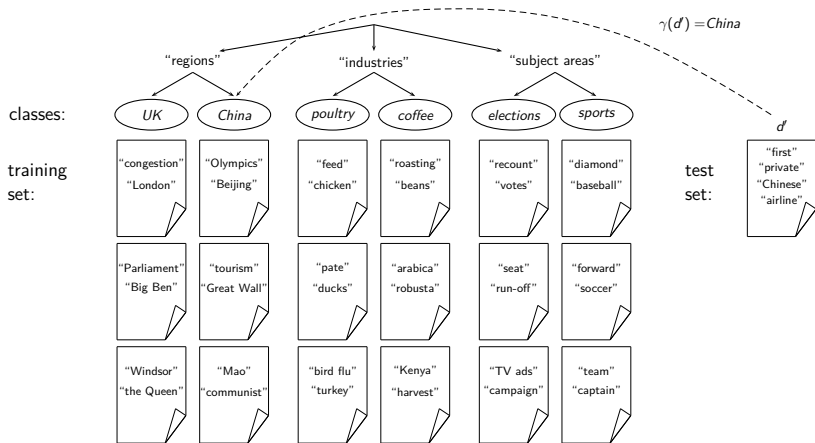 γ(d′) =China
“regions” “industries” “subject areas”
classes: UK China poultry coffee elections sports d′
training set:
“congestion” “London”
“Olympics” “Beijing”
“feed” “chicken”
“roasting” “beans”
“recount” “votes”
“diamond” “baseball”
test set:
“first”
“private”
“Chinese”
“airline”
“Parliament” “Big Ben”
“tourism” “Great Wall”
“pate” “ducks”
“arabica” “robusta”
“seat” “run-off”
“forward” “soccer”
“Windsor” “the Queen”
“Mao” “communist”
“bird flu” “turkey”
“Kenya” “harvest”
“TV ads” “campaign”
“team” “captain”